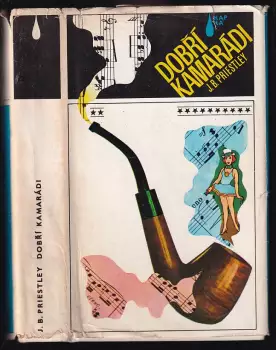 DOBŘÍ
KAMARÁDI
J.B. PRIESTLEY
J. B. PRIESTLEY DOBŘÍ KAMARÁDI